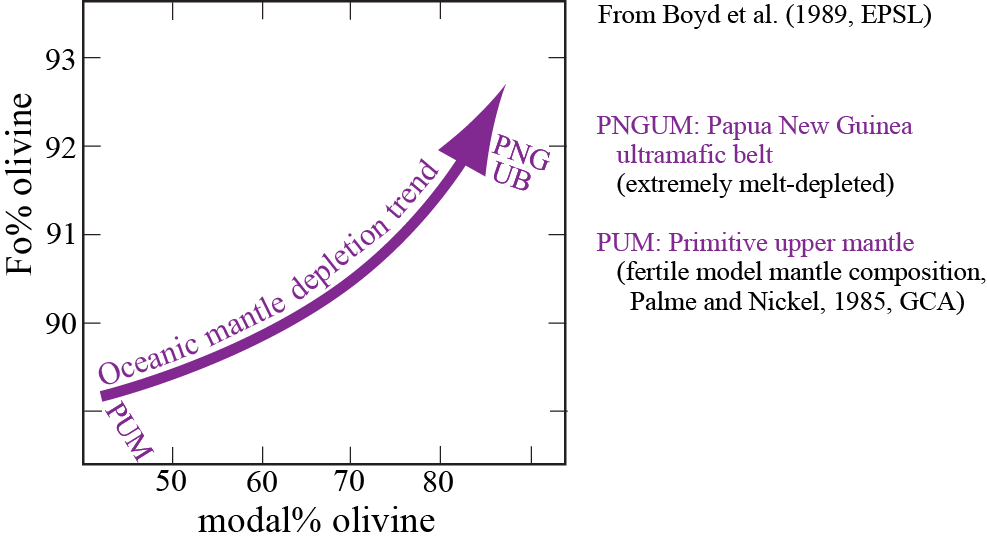 From Boyd et al. (1989, EPSL)
93
92
91
90
Fo% olivine
Oceanic mantle depletion trend
PNG
UB
PUM
50 60 70 80
modal% olivine
PNGUM: Papua New Guinea
ultramafic belt
(extremely melt-depleted)
PUM: Primitive upper mantle
(fertile model mantle composition,
Palme and Nickel, 1985, GCA)